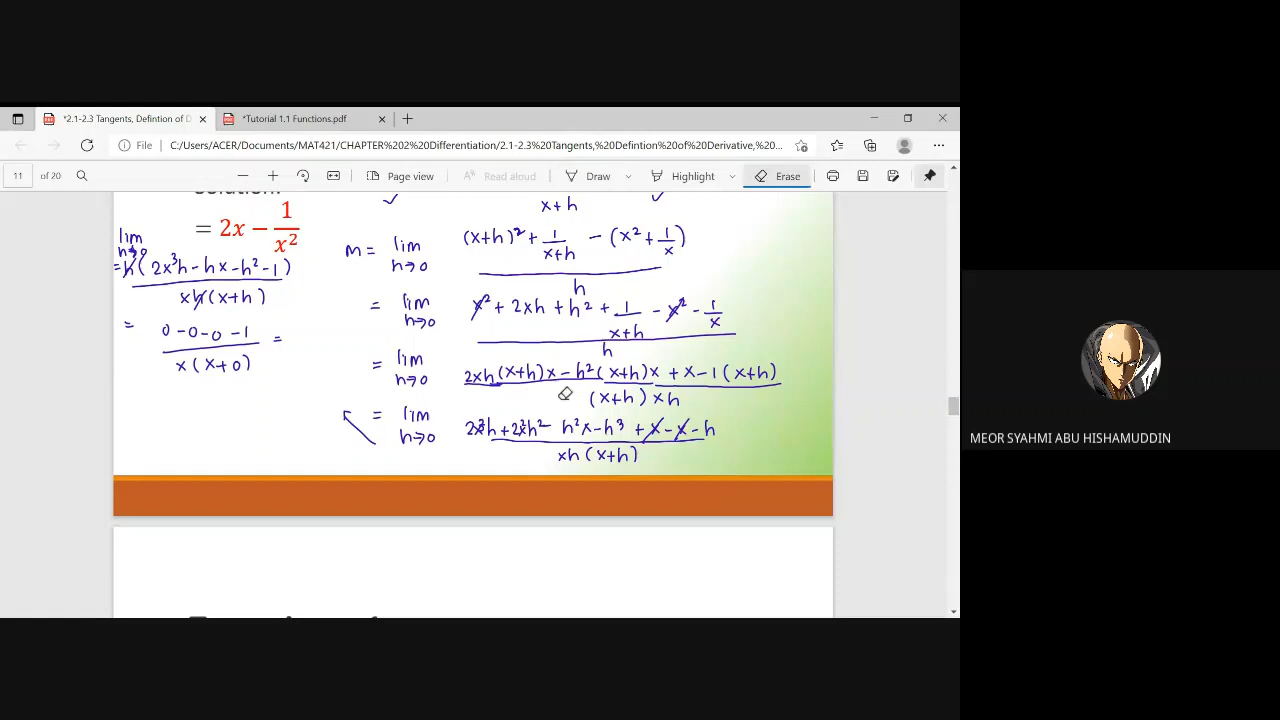 *2.1-2.3 Tangents, Defintion of D
*Tutorial 1.1 Functions.pdf
File
C:/Users/ACER/Documents/MAT421/CHAPTER%202%20Differentiation/2.1-2.3%20Tangents,%20Defintion%20of%20Derivative,%20...
11 of 20
Page view
Read aloud
Draw
Highlight
Erase
Solution:
x+h
= 2x − 1/x²
m = lim h→0 ((x+h)² + 1/(x+h) − (x² + 1/x))/h
= lim h→0 (x² + 2xh + h² + 1/(x+h) − x² − 1/x)/h
= lim h→0 (2xh(x+h)x − h²(x+h)x + x − 1(x+h))/((x+h)xh)
= lim h→0 (2x³h + 2x²h² − h²x − h³ + x − x − h)/(xh(x+h))
lim h→0
= h(2x³h − hx − h² − 1)/(xh(x+h))
= (0 − 0 − 0 − 1)/(x(x+0)) =
MEOR SYAHMI ABU HISHAMUDDIN